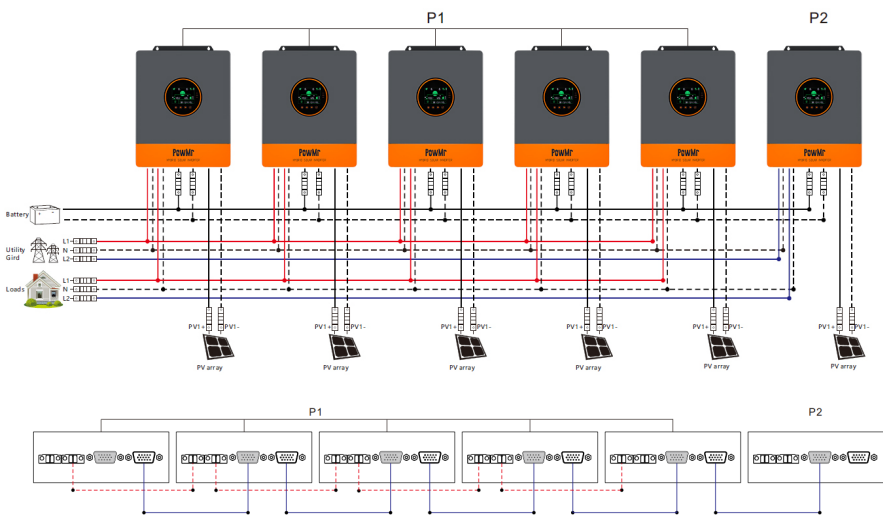 P1 P2
PowMr PowMr PowMr PowMr PowMr PowMr
Battery
Utility
Gird
L1
N
L2
Loads
L1
N
L2
PV1+ PV1- PV1+ PV1- PV1+ PV1- PV1+ PV1- PV1+ PV1- PV1+ PV1-
PV array PV array PV array PV array PV array PV array
P1 P2